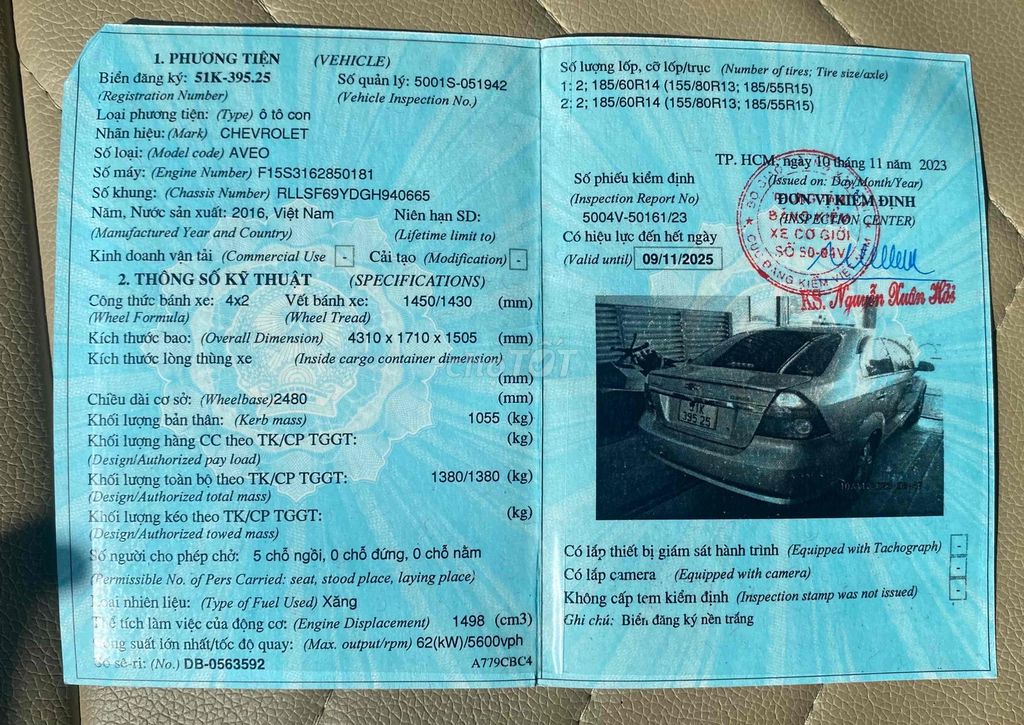 1. PHƯƠNG TIỆN (VEHICLE)
Biển đăng ký: 51K-395.25 Số quản lý: 5001S-051942
(Registration Number) (Vehicle Inspection No.)
Loại phương tiện: (Type) ô tô con
Nhãn hiệu: (Mark) CHEVROLET
Số loại: (Model code) AVEO
Số máy: (Engine Number) F15S3162850181
Số khung: (Chassis Number) RLLSF69YDGH940665
Năm, Nước sản xuất: 2016, Việt Nam Niên hạn SD:
(Manufactured Year and Country) (Lifetime limit to)
Kinh doanh vận tải (Commercial Use - Cải tạo (Modification) -
2. THÔNG SỐ KỸ THUẬT (SPECIFICATIONS)
Công thức bánh xe: 4x2 Vết bánh xe: 1450/1430 (mm)
(Wheel Formula) (Wheel Tread)
Kích thước bao: (Overall Dimension) 4310 x 1710 x 1505 (mm)
Kích thước lòng thùng xe (Inside cargo container dimension)
(mm)
Chiều dài cơ sở: (Wheelbase)2480 (mm)
Khối lượng bản thân: (Kerb mass) 1055 (kg)
Khối lượng hàng CC theo TK/CP TGGT: (kg)
(Design/Authorized pay load)
Khối lượng toàn bộ theo TK/CP TGGT: 1380/1380 (kg)
(Design/Authorized total mass)
Khối lượng kéo theo TK/CP TGGT: (kg)
(Design/Authorized towed mass)
Số người cho phép chở: 5 chỗ ngồi, 0 chỗ đứng, 0 chỗ nằm
(Permissible No. of Pers Carried: seat, stood place, laying place)
Loại nhiên liệu: (Type of Fuel Used) Xăng
Thể tích làm việc của động cơ: (Engine Displacement) 1498 (cm3)
Công suất lớn nhất/tốc độ quay: (Max. output/rpm) 62(kW)/5600vph
Số sê-ri: (No.) DB-0563592 A779CBC4
Số lượng lốp, cỡ lốp/trục (Number of tires; Tire size/axle)
1: 2; 185/60R14 (155/80R13; 185/55R15)
2: 2; 185/60R14 (155/80R13; 185/55R15)
TP. HCM, ngày 10 tháng 11 năm 2023
(Issued on: Day/Month/Year)
Số phiếu kiểm định ĐƠN VỊ KIỂM ĐỊNH
(Inspection Report No) (INSPECTION CENTER)
5004V-50161/23
Có hiệu lực đến hết ngày
(Valid until) 09/11/2025
XE CƠ GIỚI
SỐ 50-04V
CỤC ĐĂNG KIỂM VIỆT NAM
KS. Nguyễn Xuân Hải
CHỢ TỐT
51K
395 25
Có lắp thiết bị giám sát hành trình (Equipped with Tachograph) -
Có lắp camera (Equipped with camera) -
Không cấp tem kiểm định (Inspection stamp was not issued) -
Ghi chú: Biển đăng ký nền trắng